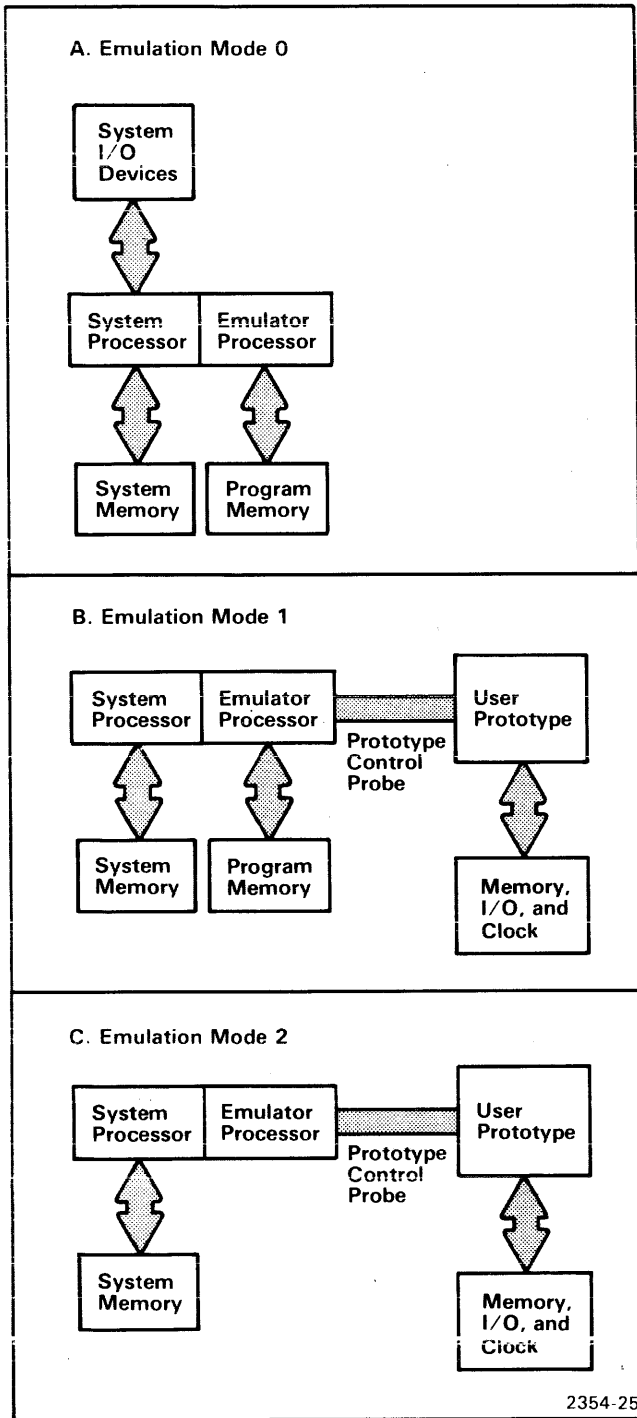 A. Emulation Mode 0
System
I/O
Devices
System
Processor
Emulator
Processor
System
Memory
Program
Memory
B. Emulation Mode 1
System
Processor
Emulator
Processor
Prototype
Control
Probe
User
Prototype
System
Memory
Program
Memory
Memory,
I/O, and
Clock
C. Emulation Mode 2
System
Processor
Emulator
Processor
Prototype
Control
Probe
User
Prototype
System
Memory
Memory,
I/O, and
Clock
2354-25